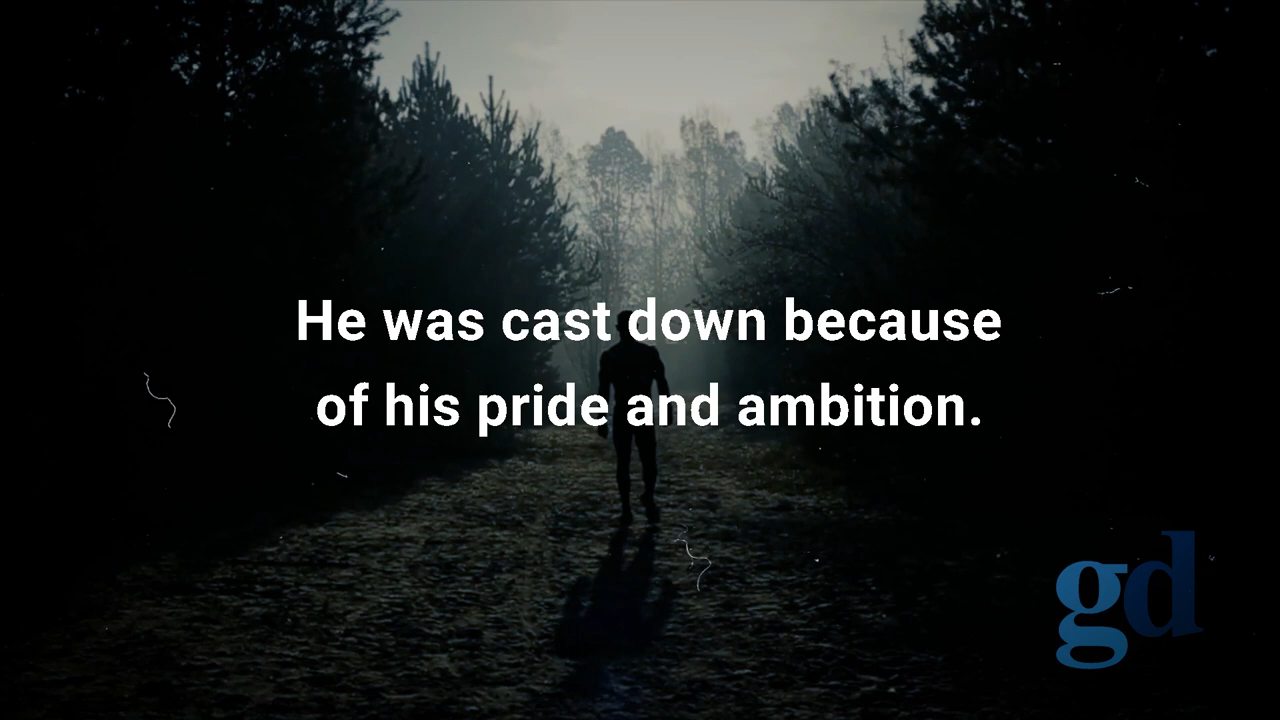 He was cast down because
of his pride and ambition.
gd